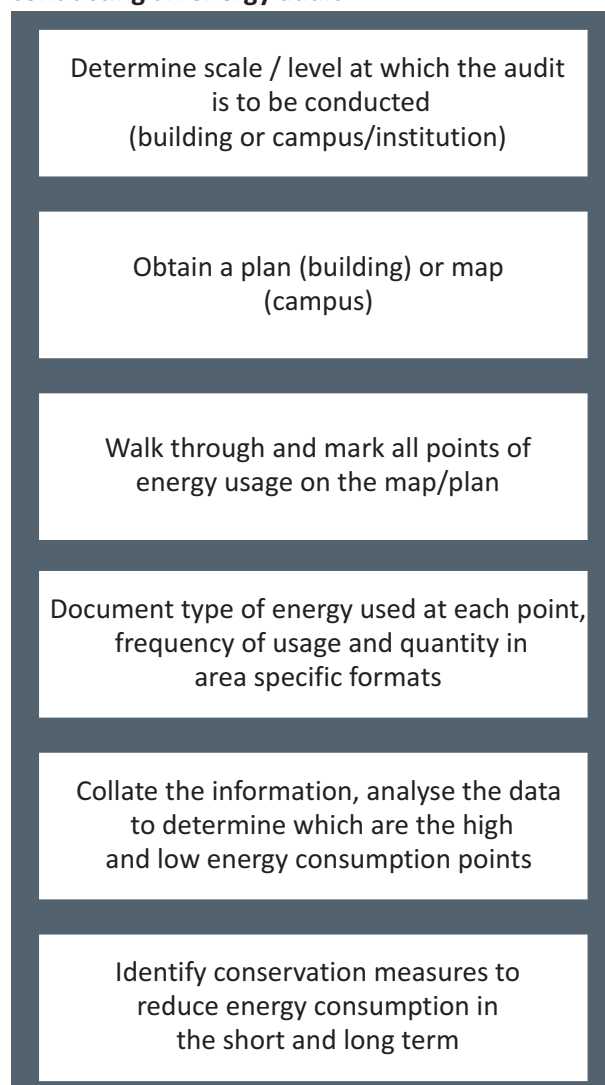 Determine scale / level at which the audit
is to be conducted
(building or campus/institution)
Obtain a plan (building) or map
(campus)
Walk through and mark all points of
energy usage on the map/plan
Document type of energy used at each point,
frequency of usage and quantity in
area specific formats
Collate the information, analyse the data
to determine which are the high
and low energy consumption points
Identify conservation measures to
reduce energy consumption in
the short and long term